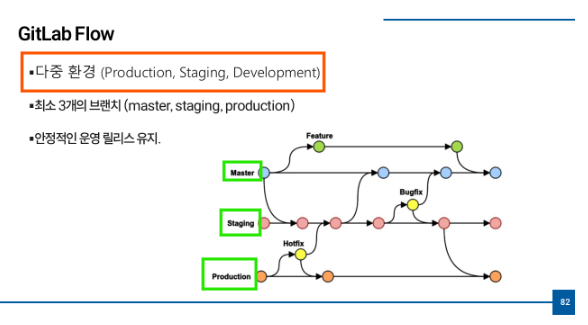 GitLab Flow
▪다중 환경 (Production, Staging, Development)
▪최소 3개의 브랜치 (master, staging, production)
▪안정적인 운영 릴리스 유지.
Feature
Master
Bugfix
Staging
Hotfix
Production
82